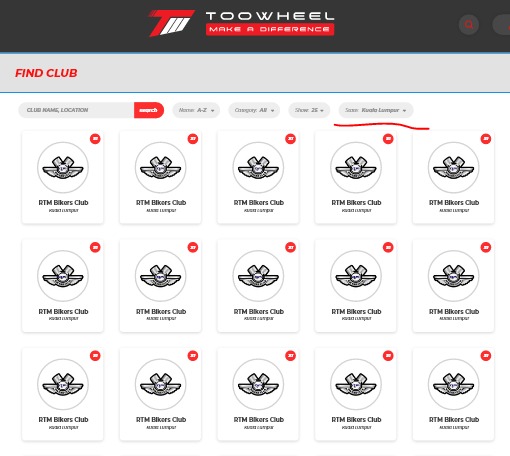 TOOWHEEL
MAKE A DIFFERENCE
FIND CLUB
CLUB NAME, LOCATION search Name: A-Z Category: All Show: 25 State: Kuala Lumpur
RTM Bikers Club RTM Bikers Club RTM Bikers Club RTM Bikers Club RTM Bikers Club
Kuala Lumpur Kuala Lumpur Kuala Lumpur Kuala Lumpur Kuala Lumpur
RTM Bikers Club RTM Bikers Club RTM Bikers Club RTM Bikers Club RTM Bikers Club
Kuala Lumpur Kuala Lumpur Kuala Lumpur Kuala Lumpur Kuala Lumpur
RTM Bikers Club RTM Bikers Club RTM Bikers Club RTM Bikers Club RTM Bikers Club
Kuala Lumpur Kuala Lumpur Kuala Lumpur Kuala Lumpur Kuala Lumpur